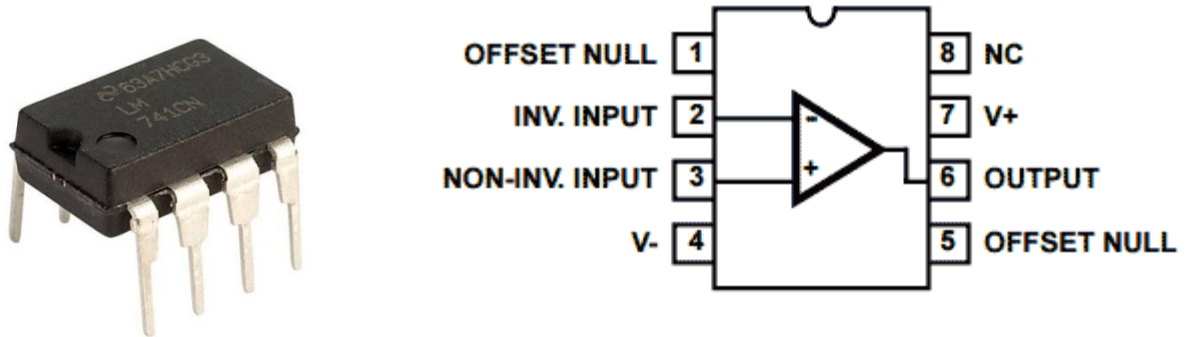 63A7HCG3
LM
741CN
OFFSET NULL 1
INV. INPUT 2
NON-INV. INPUT 3
V- 4
-
+
8 NC
7 V+
6 OUTPUT
5 OFFSET NULL